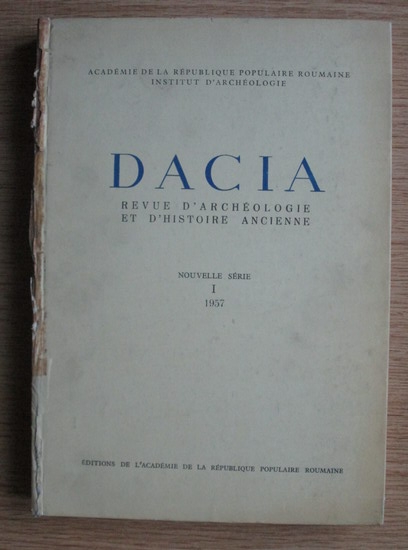 ACADÉMIE DE LA RÉPUBLIQUE POPULAIRE ROUMAINE
INSTITUT D'ARCHÉOLOGIE
DACIA
REVUE D'ARCHÉOLOGIE
ET D'HISTOIRE ANCIENNE
NOUVELLE SÉRIE
I
1957
ÉDITIONS DE L'ACADÉMIE DE LA RÉPUBLIQUE POPULAIRE ROUMAINE